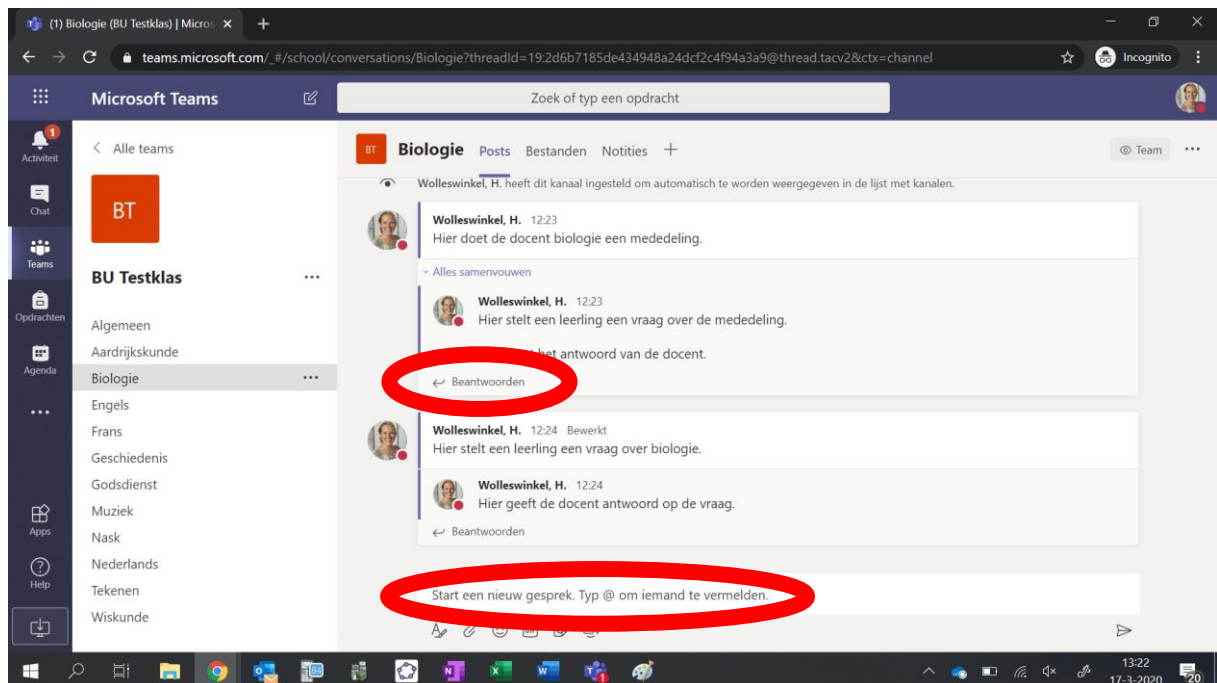 (1) Biologie (BU Testklas) | Micros
teams.microsoft.com/_#/school/conversations/Biologie?threadId=19:2d6b7185de434948a24dcf2c4f94a3a9@thread.tacv2&ctx=channel
Incognito
Microsoft Teams
Zoek of typ een opdracht
1
Activiteit
Chat
Teams
Opdrachten
Agenda
Apps
Help
Alle teams
BT
BU Testklas
Algemeen
Aardrijkskunde
Biologie
Engels
Frans
Geschiedenis
Godsdienst
Muziek
Nask
Nederlands
Tekenen
Wiskunde
BT Biologie Posts Bestanden Notities
Team
Wolleswinkel, H. heeft dit kanaal ingesteld om automatisch te worden weergegeven in de lijst met kanalen.
Wolleswinkel, H. 12:23
Hier doet de docent biologie een mededeling.
Alles samenvouwen
Wolleswinkel, H. 12:23
Hier stelt een leerling een vraag over de mededeling.
het antwoord van de docent.
Beantwoorden
Wolleswinkel, H. 12:24 Bewerkt
Hier stelt een leerling een vraag over biologie.
Wolleswinkel, H. 12:24
Hier geeft de docent antwoord op de vraag.
Beantwoorden
Start een nieuw gesprek. Typ @ om iemand te vermelden.
13:22
17-3-2020
20